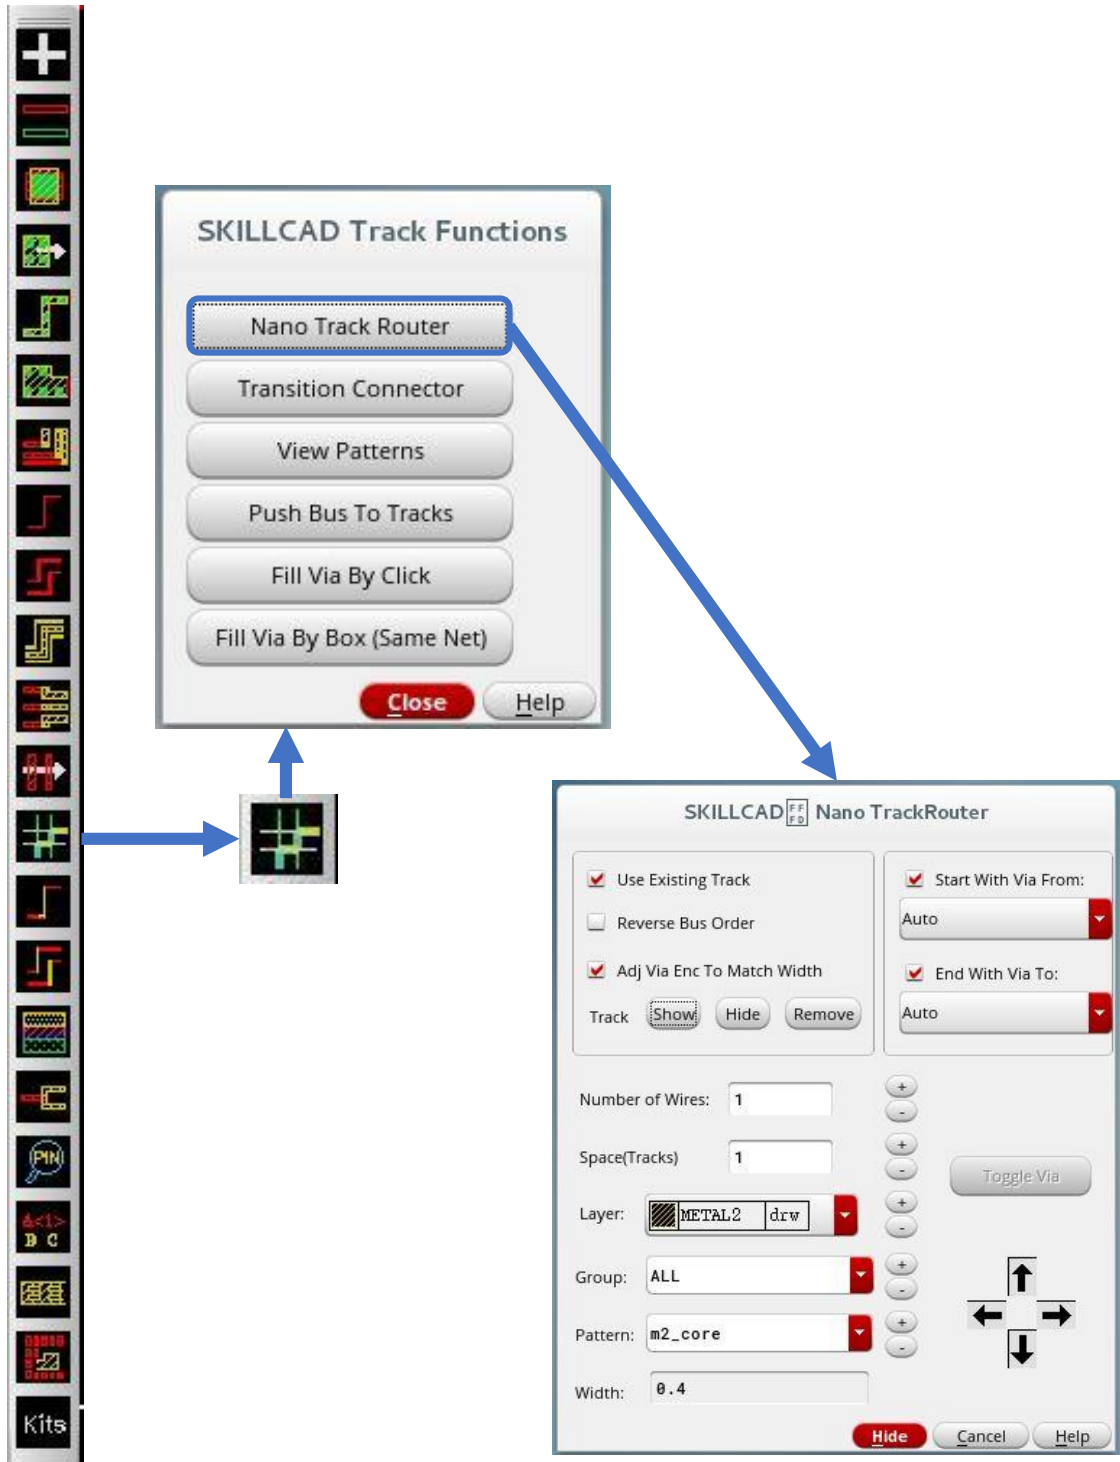 SKILLCAD Track Functions
Nano Track Router
Transition Connector
View Patterns
Push Bus To Tracks
Fill Via By Click
Fill Via By Box (Same Net)
Close Help
PIN
B C
Kits
SKILLCAD Nano TrackRouter
Use Existing Track
Reverse Bus Order
Adj Via Enc To Match Width
Track Show Hide Remove
Start With Via From:
Auto
End With Via To:
Auto
Number of Wires: 1 + -
Space(Tracks) 1 + -
Toggle Via
Layer: METAL2 drw + -
Group: ALL + -
Pattern: m2_core + -
Width: 0.4
Hide Cancel Help